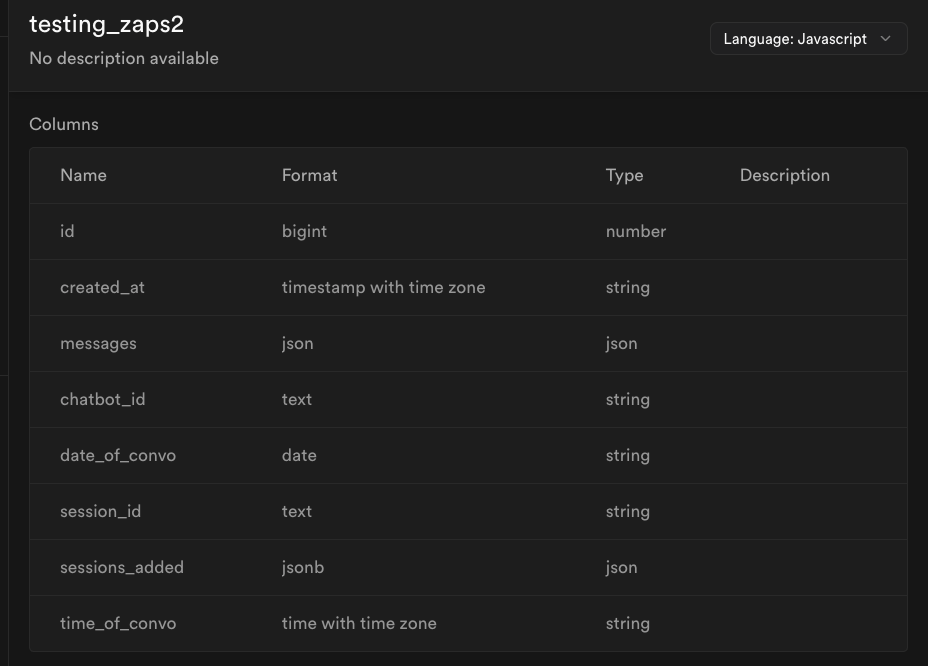 testing_zaps2
No description available
Language: Javascript
Columns
Name Format Type Description
id bigint number
created_at timestamp with time zone string
messages json json
chatbot_id text string
date_of_convo date string
session_id text string
sessions_added jsonb json
time_of_convo time with time zone string